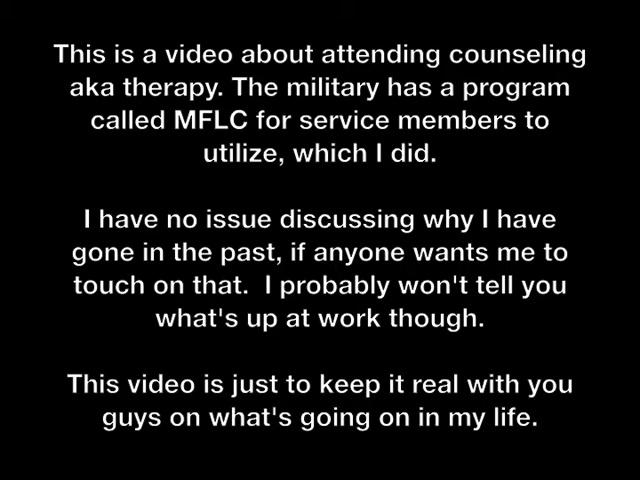 This is a video about attending counseling
aka therapy. The military has a program
called MFLC for service members to
utilize, which I did.
I have no issue discussing why I have
gone in the past, if anyone wants me to
touch on that.  I probably won't tell you
what's up at work though.
This video is just to keep it real with you
guys on what's going on in my life.